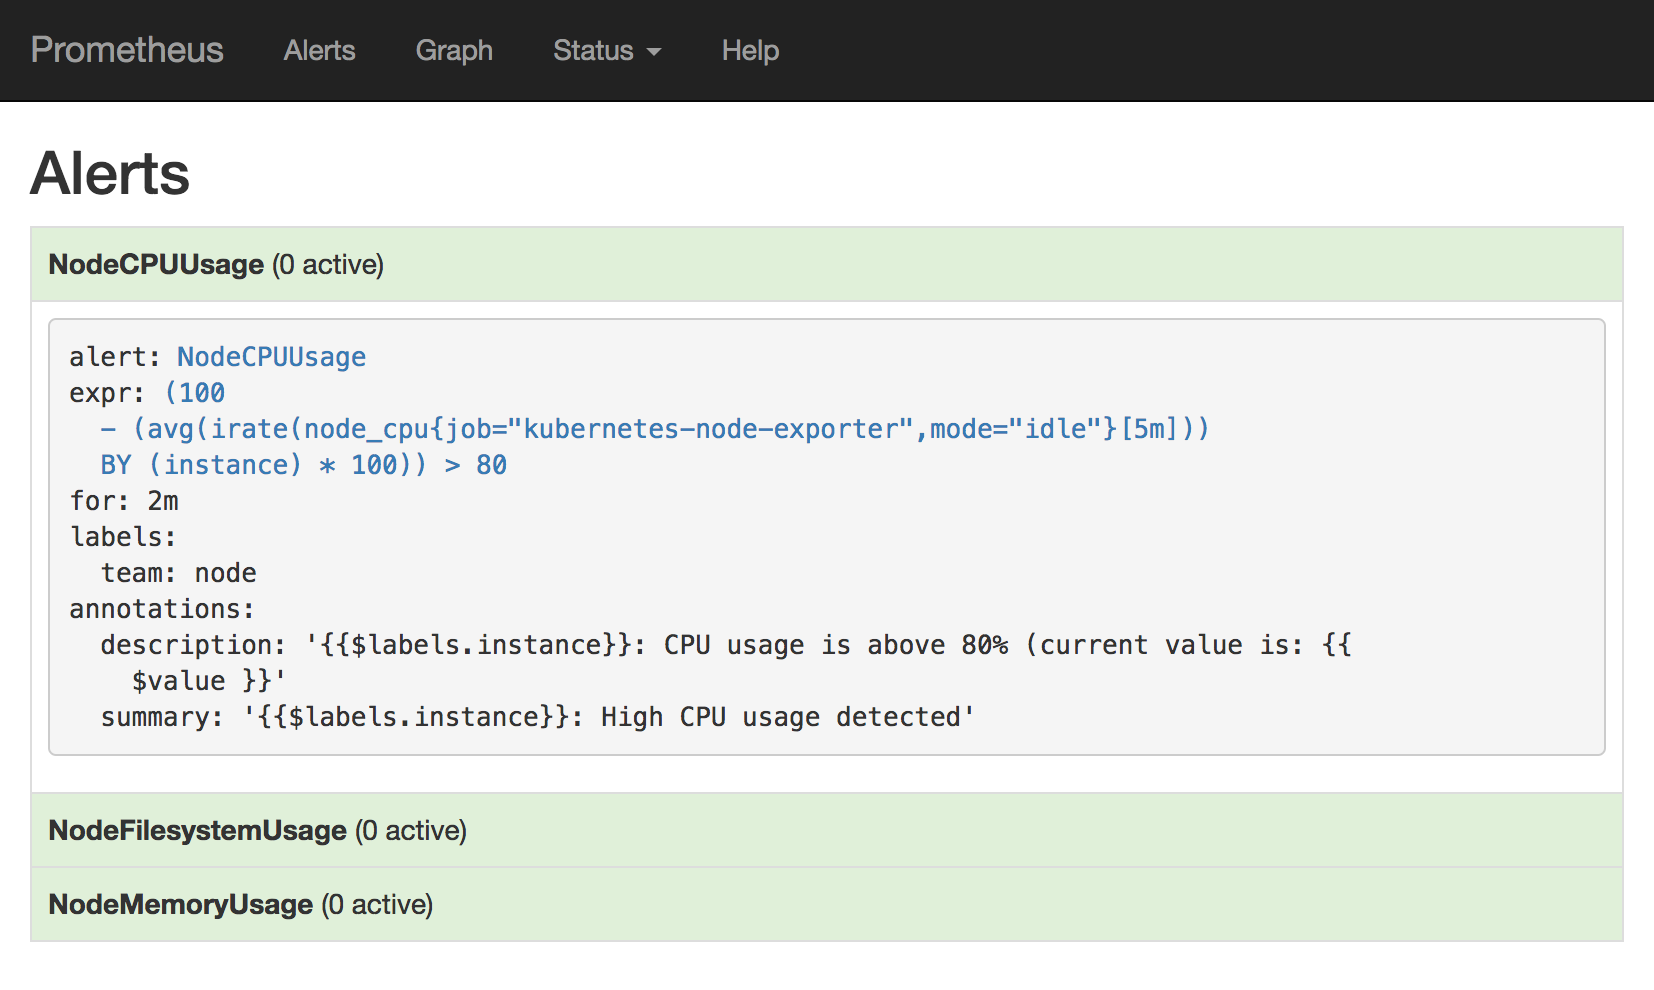 Prometheus Alerts Graph Status Help
Alerts
NodeCPUUsage (0 active)
alert: NodeCPUUsage
expr: (100
  - (avg(irate(node_cpu{job="kubernetes-node-exporter",mode="idle"}[5m]))
  BY (instance) * 100)) > 80
for: 2m
labels:
  team: node
annotations:
  description: '{{$labels.instance}}: CPU usage is above 80% (current value is: {{
    $value }}'
  summary: '{{$labels.instance}}: High CPU usage detected'
NodeFilesystemUsage (0 active)
NodeMemoryUsage (0 active)